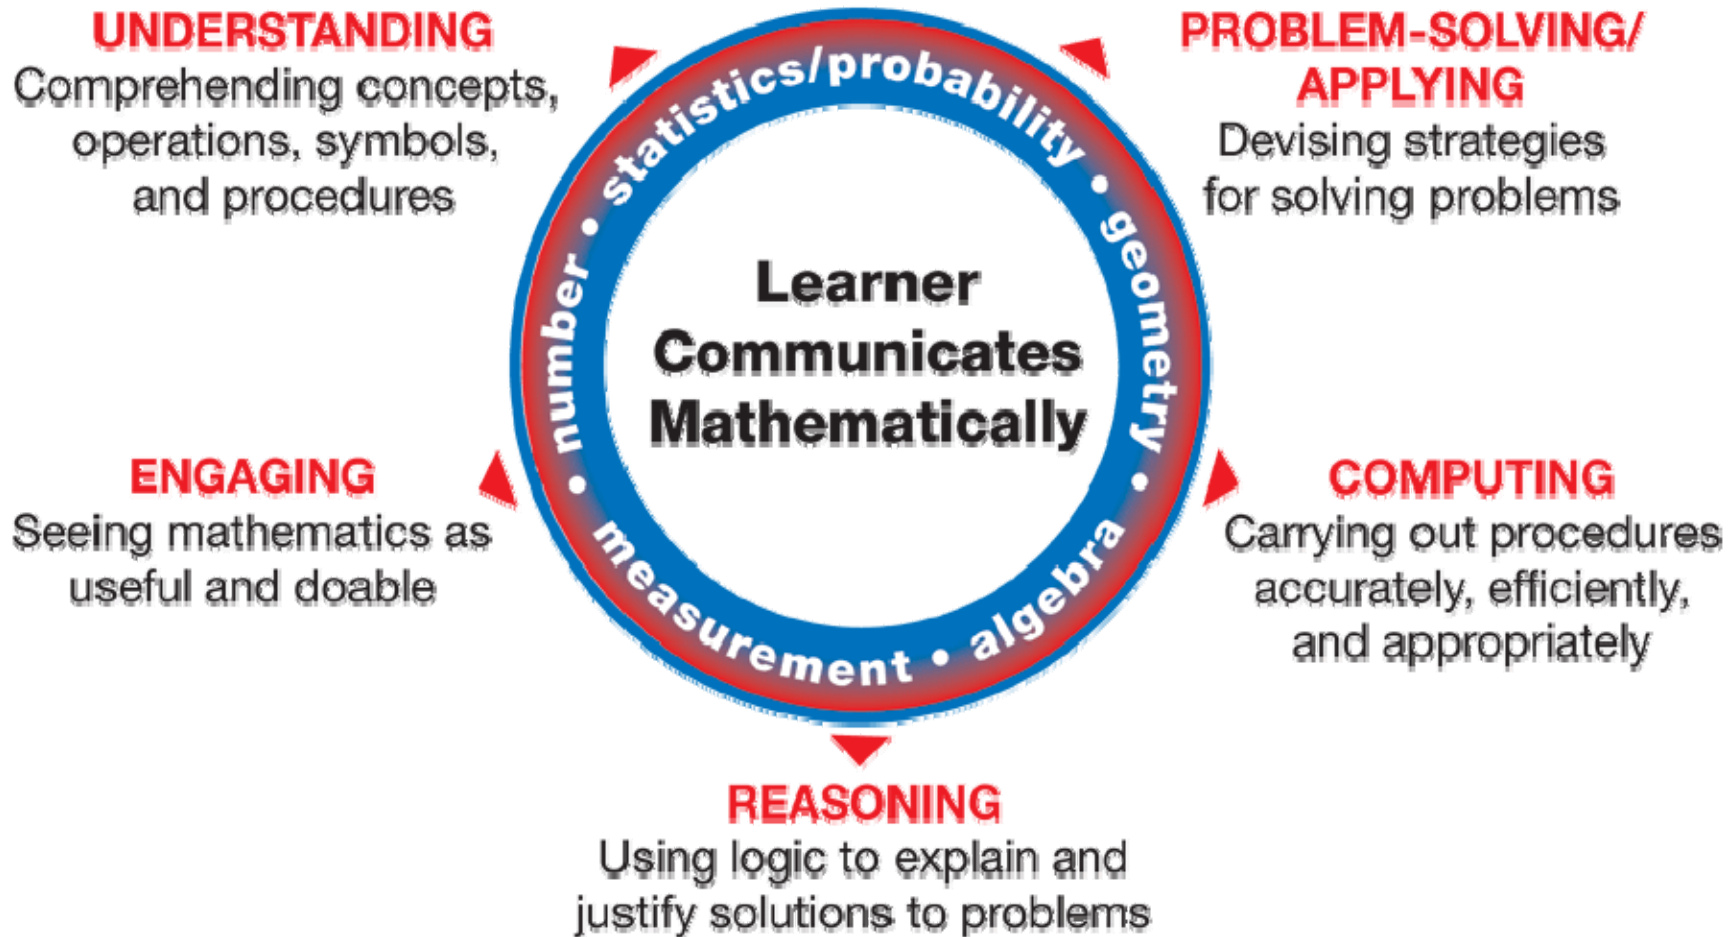 UNDERSTANDING
Comprehending concepts,
operations, symbols,
and procedures
PROBLEM-SOLVING/
APPLYING
Devising strategies
for solving problems
number • statistics/probability • geometry • algebra • measurement •
Learner
Communicates
Mathematically
ENGAGING
Seeing mathematics as
useful and doable
COMPUTING
Carrying out procedures
accurately, efficiently,
and appropriately
REASONING
Using logic to explain and
justify solutions to problems